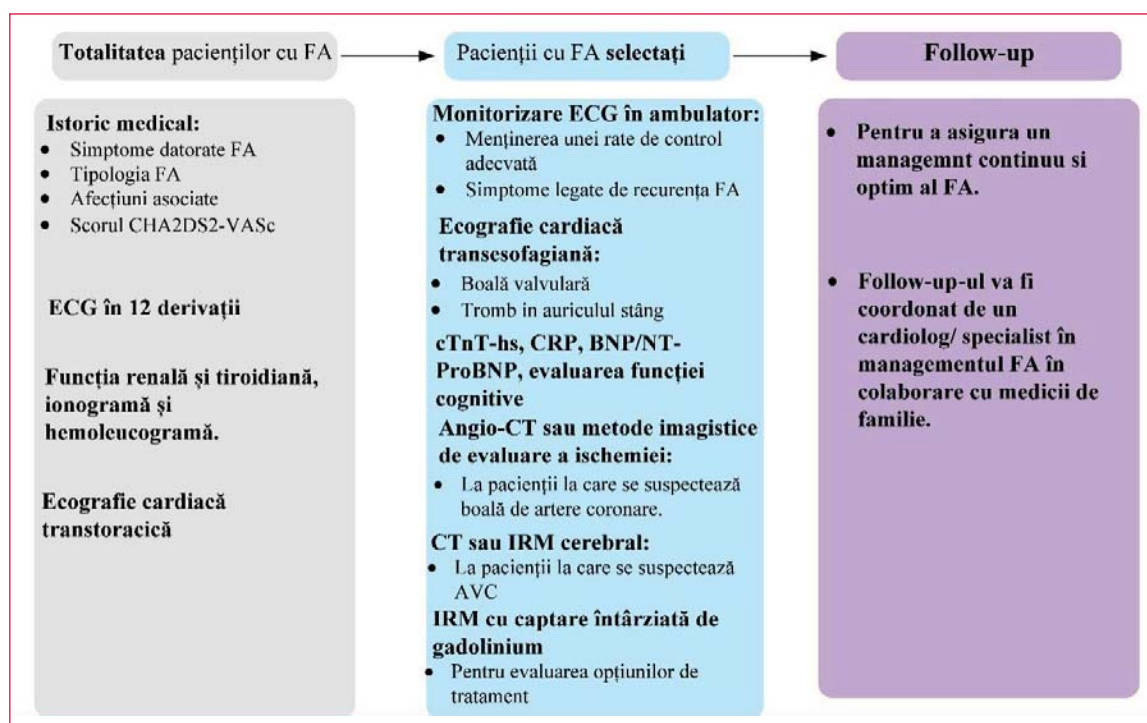 Totalitatea pacienților cu FA
Pacienții cu FA selectați
Follow-up
Istoric medical:
• Simptome datorate FA
• Tipologia FA
• Afecțiuni asociate
• Scorul CHA2DS2-VASc
ECG în 12 derivații
Funcția renală și tiroidiană,
ionogramă și
hemoleucogramă.
Ecografie cardiacă
transtoracică
Monitorizare ECG în ambulator:
• Menținerea unei rate de control
adecvată
• Simptome legate de recurența FA
Ecografie cardiacă
transesofagiană:
• Boală valvulară
• Tromb in auriculul stâng
cTnT-hs, CRP, BNP/NT-
ProBNP, evaluarea funcției
cognitive
Angio-CT sau metode imagistice
de evaluare a ischemiei:
• La pacienții la care se suspectează
boală de artere coronare.
CT sau IRM cerebral:
• La pacienții la care se suspectează
AVC
IRM cu captare întârziată de
gadolinium
• Pentru evaluarea opțiunilor de
tratament
• Pentru a asigura un
managemnt continuu si
optim al FA.
• Follow-up-ul va fi
coordonat de un
cardiolog/ specialist în
managementul FA în
colaborare cu medicii de
familie.